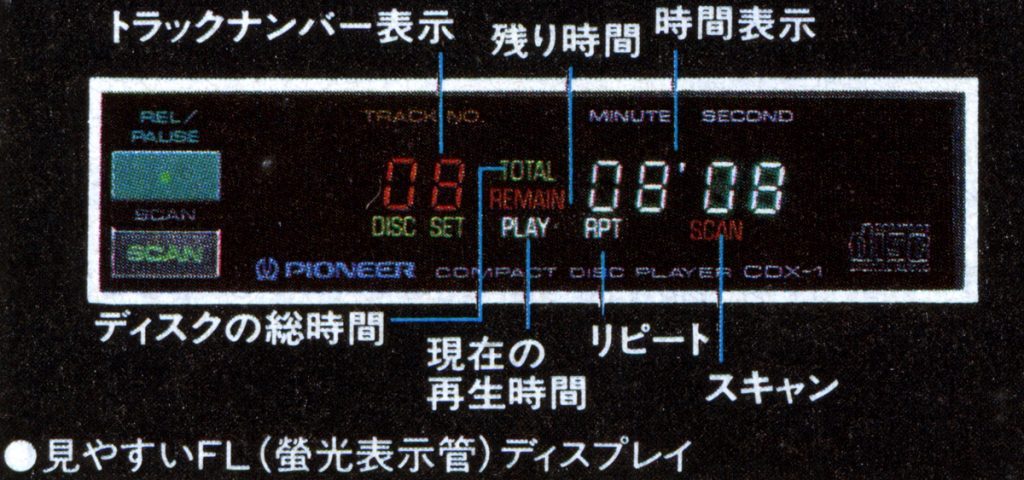 トラックナンバー表示
残り時間
時間表示
REL/
PAUSE
TRACK NO.
MINUTE SECOND
08
TOTAL
REMAIN
08'08
SCAN
DISC SET
PLAY
RPT
SCAN
SCAN
PIONEER COMPACT DISC PLAYER CDX-1
disc
ディスクの総時間
現在の
再生時間
リピート
スキャン
●見やすいFL(螢光表示管)ディスプレイ